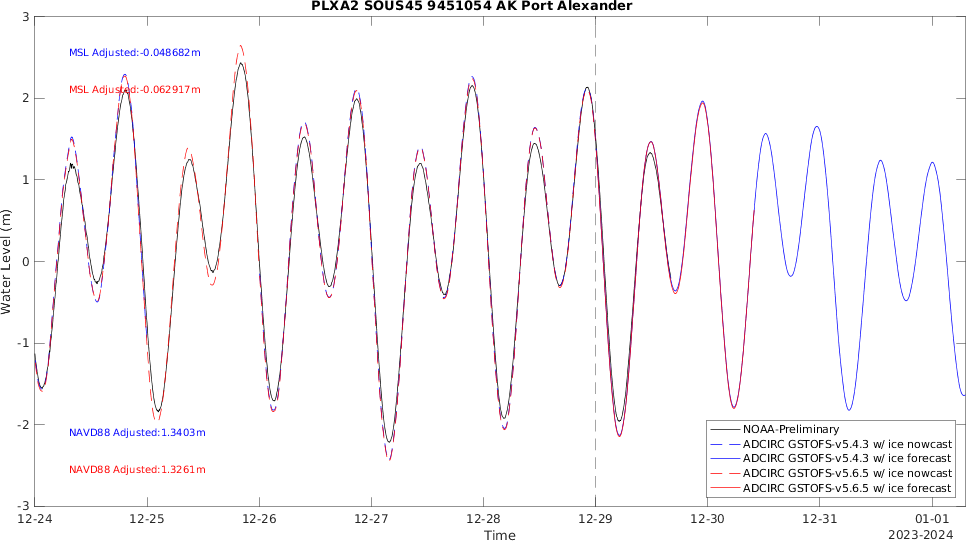 PLXA2 SOUS45 9451054 AK Port Alexander
3
2
1
0
-1
-2
-3
Water Level (m)
MSL Adjusted:-0.048682m
MSL Adjusted:-0.062917m
NAVD88 Adjusted:1.3403m
NAVD88 Adjusted:1.3261m
NOAA-Preliminary
ADCIRC GSTOFS-v5.4.3 w/ ice nowcast
ADCIRC GSTOFS-v5.4.3 w/ ice forecast
ADCIRC GSTOFS-v5.6.5 w/ ice nowcast
ADCIRC GSTOFS-v5.6.5 w/ ice forecast
12-24 12-25 12-26 12-27 12-28 12-29 12-30 12-31 01-01
Time
2023-2024